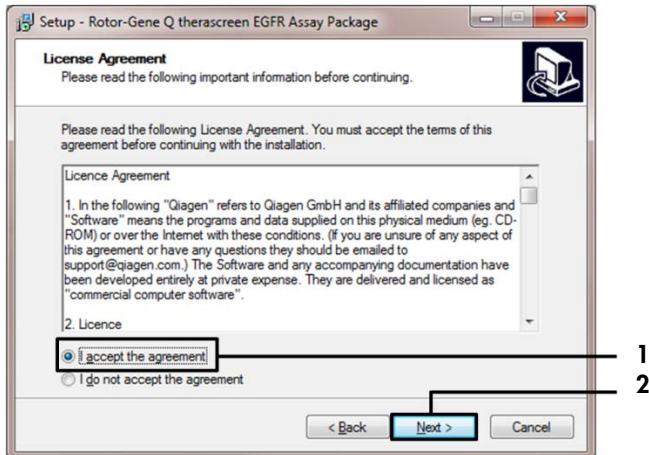 Setup - Rotor-Gene Q therascreen EGFR Assay Package
License Agreement
Please read the following important information before continuing.
Please read the following License Agreement. You must accept the terms of this
agreement before continuing with the installation.
Licence Agreement
1. In the following "Qiagen" refers to Qiagen GmbH and its affiliated companies and
"Software" means the programs and data supplied on this physical medium (eg. CD-
ROM) or over the Internet with these conditions. (If you are unsure of any aspect of
this agreement or have any questions they should be emailed to
support@qiagen.com.) The Software and any accompanying documentation have
been developed entirely at private expense. They are delivered and licensed as
"commercial computer software".
2. Licence
I accept the agreement
1
I do not accept the agreement
2
< Back Next > Cancel